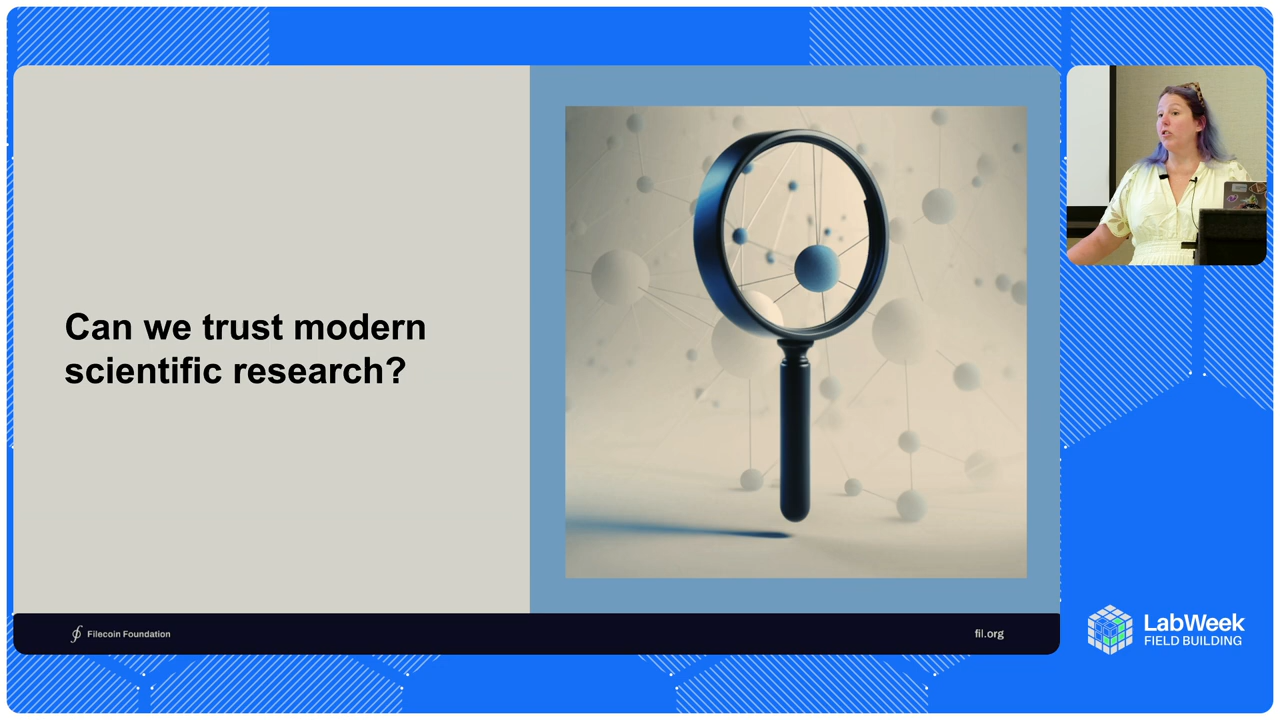 Can we trust modern
scientific research?
Filecoin Foundation
fil.org
LabWeek
FIELD BUILDING